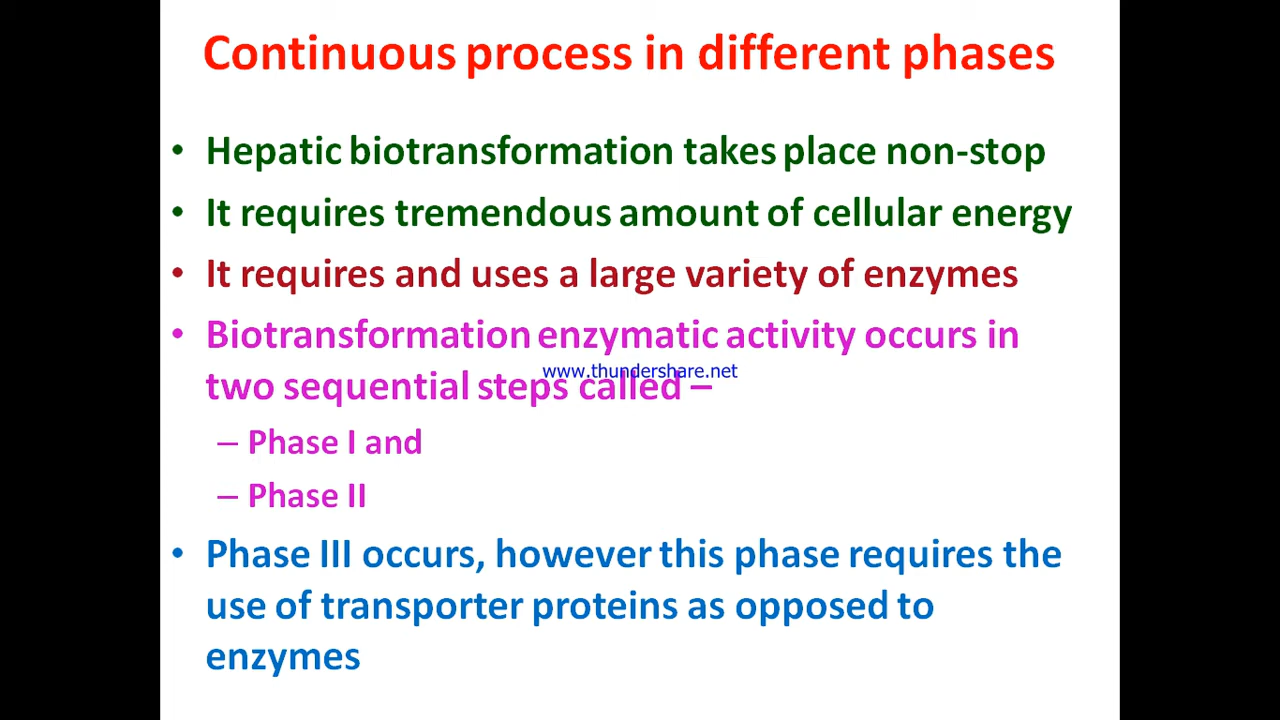 Continuous process in different phases
• Hepatic biotransformation takes place non-stop
• It requires tremendous amount of cellular energy
• It requires and uses a large variety of enzymes
• Biotransformation enzymatic activity occurs in
www.thundershare.net
two sequential steps called –
– Phase I and
– Phase II
• Phase III occurs, however this phase requires the
use of transporter proteins as opposed to
enzymes